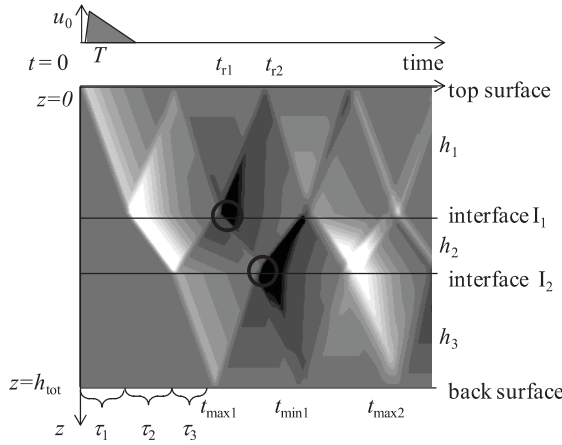 u₀
T
t = 0 tᵣ₁ tᵣ₂ time
z=0 top surface
h₁
interface I₁
h₂
interface I₂
h₃
z=hₜₒₜ back surface
z τ₁ τ₂ τ₃ tₘₐₓ₁ tₘᵢₙ₁ tₘₐₓ₂